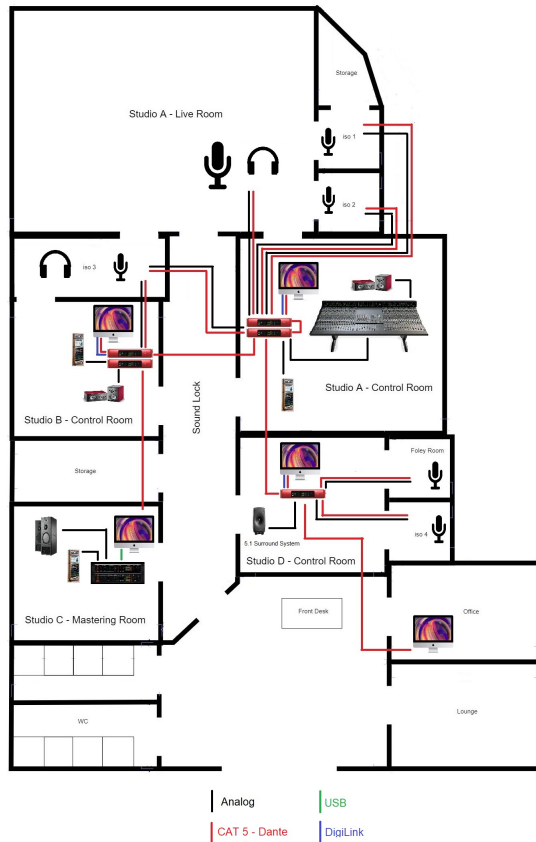 Storage
Studio A - Live Room
iso 1
iso 2
iso 3
Studio A - Control Room
Studio B - Control Room
Sound Lock
Foley Room
Storage
iso 4
5.1 Surround System
Studio D - Control Room
Studio C - Mastering Room
Front Desk
Office
WC
Lounge
Analog
USB
CAT 5 - Dante
DigiLink